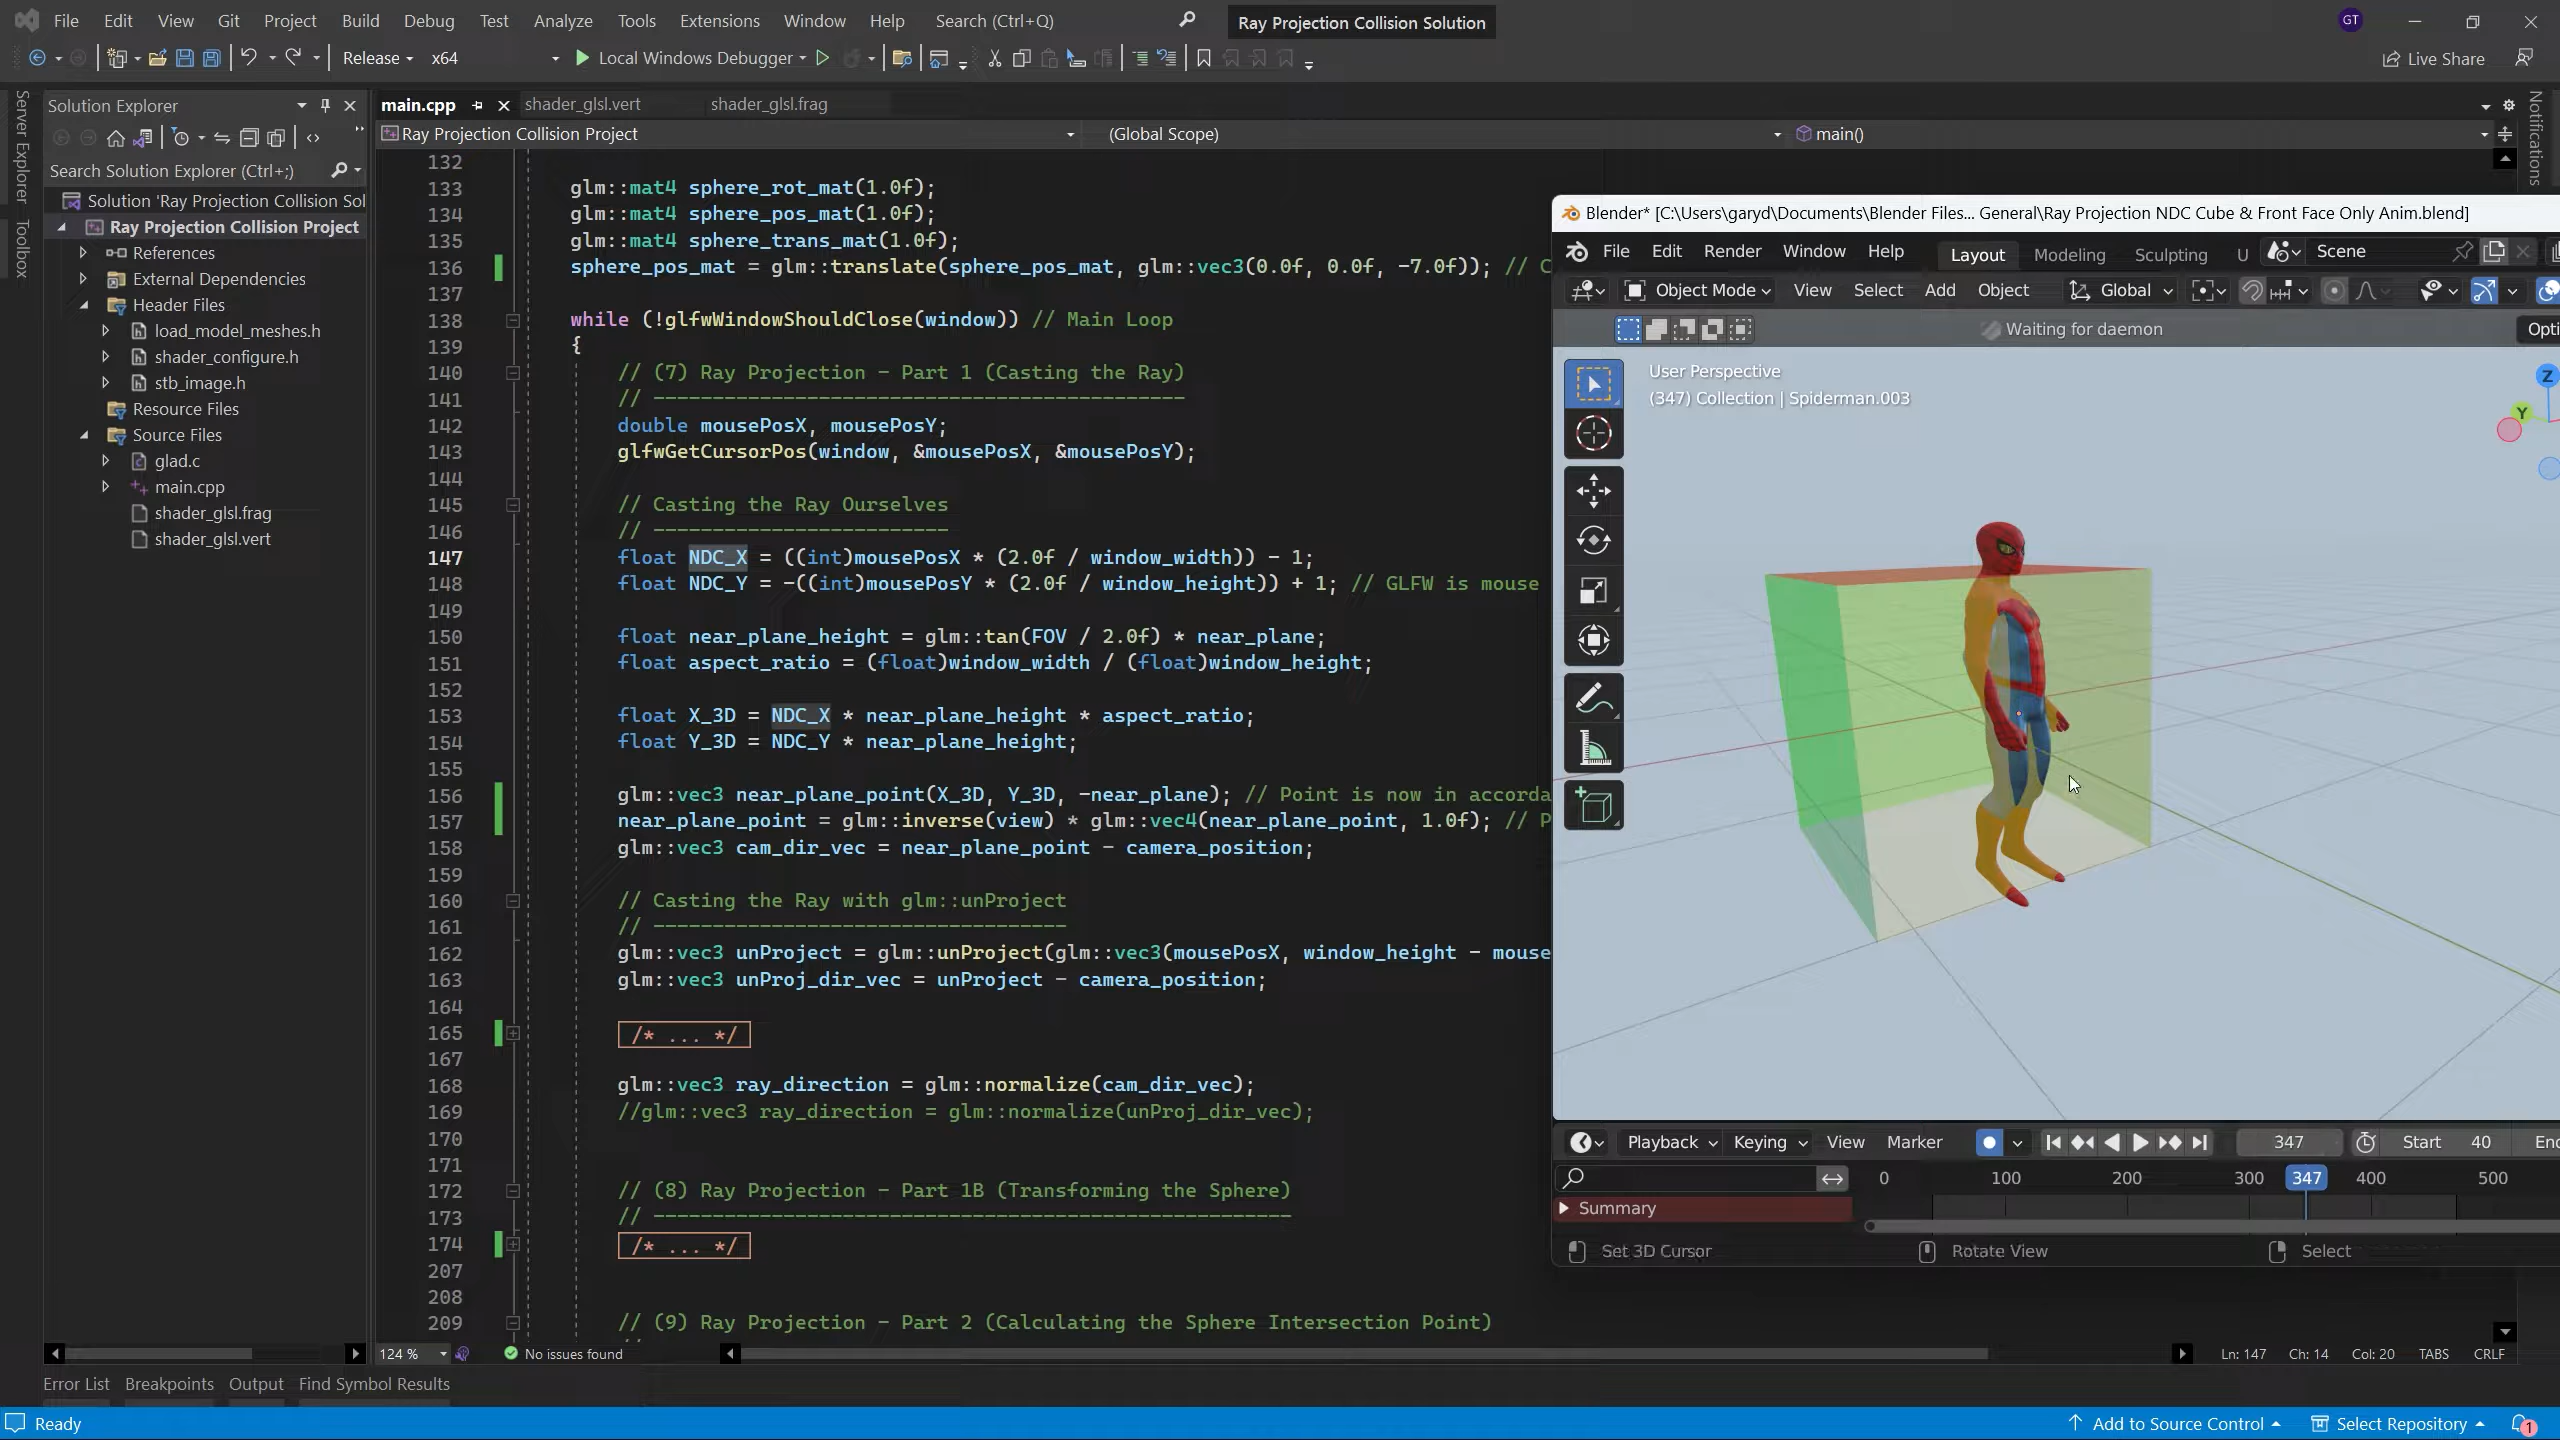 File Edit View Git Project Build Debug Test Analyze Tools Extensions Window Help Search (Ctrl+Q) Ray Projection Collision Solution GT
Release x64 Local Windows Debugger Live Share
Server Explorer
Toolbox
Notifications
Solution Explorer
Search Solution Explorer (Ctrl+;)
Solution 'Ray Projection Collision Sol
Ray Projection Collision Project
References
External Dependencies
Header Files
load_model_meshes.h
shader_configure.h
stb_image.h
Resource Files
Source Files
glad.c
main.cpp
shader_glsl.frag
shader_glsl.vert
main.cpp shader_glsl.vert shader_glsl.frag
Ray Projection Collision Project (Global Scope) main()
132
133 glm::mat4 sphere_rot_mat(1.0f);
134 glm::mat4 sphere_pos_mat(1.0f);
135 glm::mat4 sphere_trans_mat(1.0f);
136 sphere_pos_mat = glm::translate(sphere_pos_mat, glm::vec3(0.0f, 0.0f, -7.0f)); // C
137
138 while (!glfwWindowShouldClose(window)) // Main Loop
139 {
140 // (7) Ray Projection - Part 1 (Casting the Ray)
141 // ---------------------------------------------
142 double mousePosX, mousePosY;
143 glfwGetCursorPos(window, &mousePosX, &mousePosY);
144
145 // Casting the Ray Ourselves
146 // -------------------------
147 float NDC_X = ((int)mousePosX * (2.0f / window_width)) - 1;
148 float NDC_Y = -((int)mousePosY * (2.0f / window_height)) + 1; // GLFW is mouse
149
150 float near_plane_height = glm::tan(FOV / 2.0f) * near_plane;
151 float aspect_ratio = (float)window_width / (float)window_height;
152
153 float X_3D = NDC_X * near_plane_height * aspect_ratio;
154 float Y_3D = NDC_Y * near_plane_height;
155
156 glm::vec3 near_plane_point(X_3D, Y_3D, -near_plane); // Point is now in accorda
157 near_plane_point = glm::inverse(view) * glm::vec4(near_plane_point, 1.0f); // P
158 glm::vec3 cam_dir_vec = near_plane_point - camera_position;
159
160 // Casting the Ray with glm::unProject
161 // -----------------------------------
162 glm::vec3 unProject = glm::unProject(glm::vec3(mousePosX, window_height - mouse
163 glm::vec3 unProj_dir_vec = unProject - camera_position;
164
165 /* ... */
167
168 glm::vec3 ray_direction = glm::normalize(cam_dir_vec);
169 //glm::vec3 ray_direction = glm::normalize(unProj_dir_vec);
170
171
172 // (8) Ray Projection - Part 1B (Transforming the Sphere)
173 // ------------------------------------------------------
174 /* ... */
207
208
209 // (9) Ray Projection - Part 2 (Calculating the Sphere Intersection Point)
124 % No issues found Ln: 147 Ch: 14 Col: 20 TABS CRLF
Error List Breakpoints Output Find Symbol Results
Ready Add to Source Control Select Repository 1
Blender* [C:\Users\garyd\Documents\Blender Files... General\Ray Projection NDC Cube & Front Face Only Anim.blend]
File Edit Render Window Help Layout Modeling Sculpting U Scene
Object Mode View Select Add Object Global
Waiting for daemon Opti
User Perspective
(347) Collection | Spiderman.003
Z
Y
Playback Keying View Marker 347 Start 40 End
0 100 200 300 347 400 500
Summary
Set 3D Cursor Rotate View Select